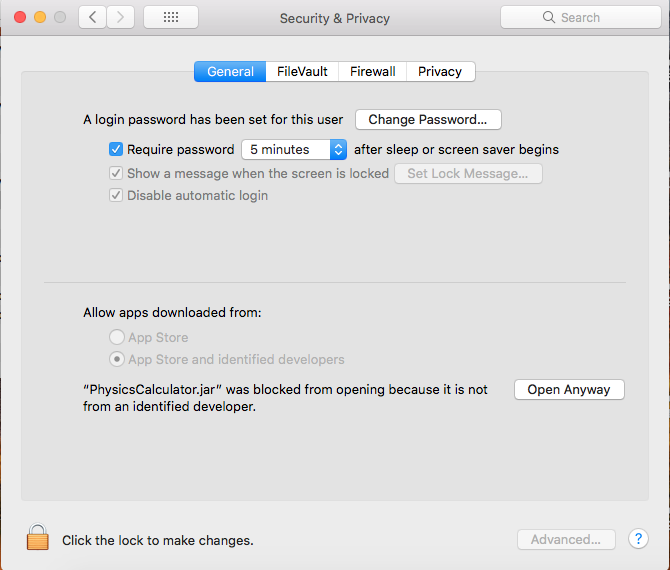 Security & Privacy
Search
General FileVault Firewall Privacy
A login password has been set for this user Change Password...
Require password 5 minutes after sleep or screen saver begins
Show a message when the screen is locked Set Lock Message...
Disable automatic login
Allow apps downloaded from:
App Store
App Store and identified developers
“PhysicsCalculator.jar” was blocked from opening because it is not Open Anyway
from an identified developer.
Click the lock to make changes. Advanced... ?